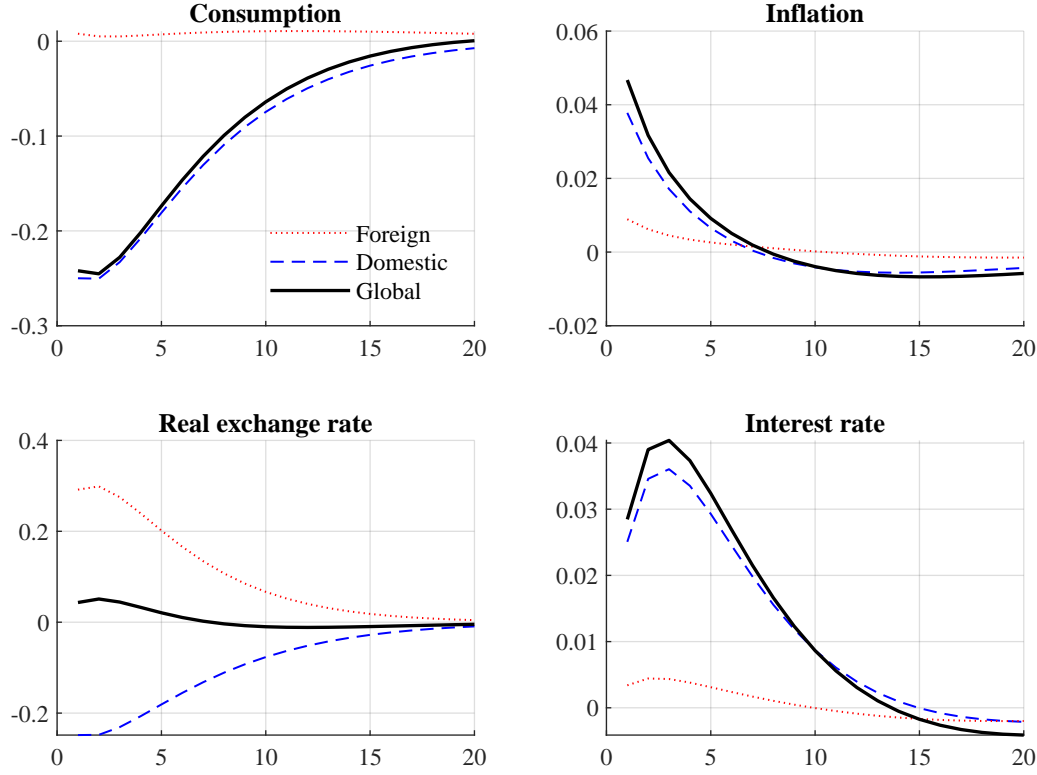 Consumption
0
-0.1
-0.2
-0.3
0 5 10 15 20
Foreign
Domestic
Global
Inflation
0.06
0.04
0.02
0
-0.02
0 5 10 15 20
Real exchange rate
0.4
0.2
0
-0.2
0 5 10 15 20
Interest rate
0.04
0.03
0.02
0.01
0
0 5 10 15 20